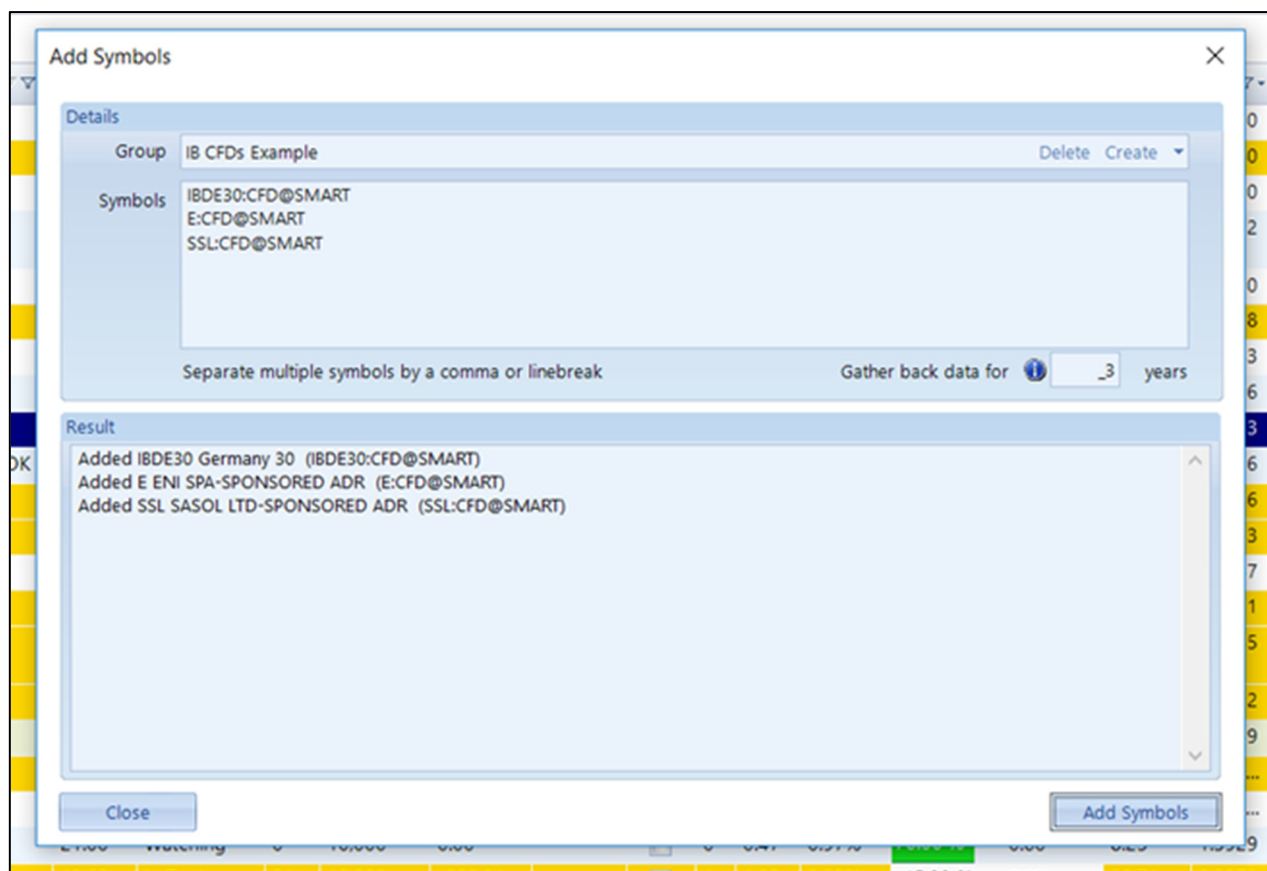 Add Symbols
Details
Group IB CFDs Example Delete Create
Symbols IBDE30:CFD@SMART
E:CFD@SMART
SSL:CFD@SMART
Separate multiple symbols by a comma or linebreak Gather back data for _3 years
Result
Added IBDE30 Germany 30 (IBDE30:CFD@SMART)
Added E ENI SPA-SPONSORED ADR (E:CFD@SMART)
Added SSL SASOL LTD-SPONSORED ADR (SSL:CFD@SMART)
Close Add Symbols